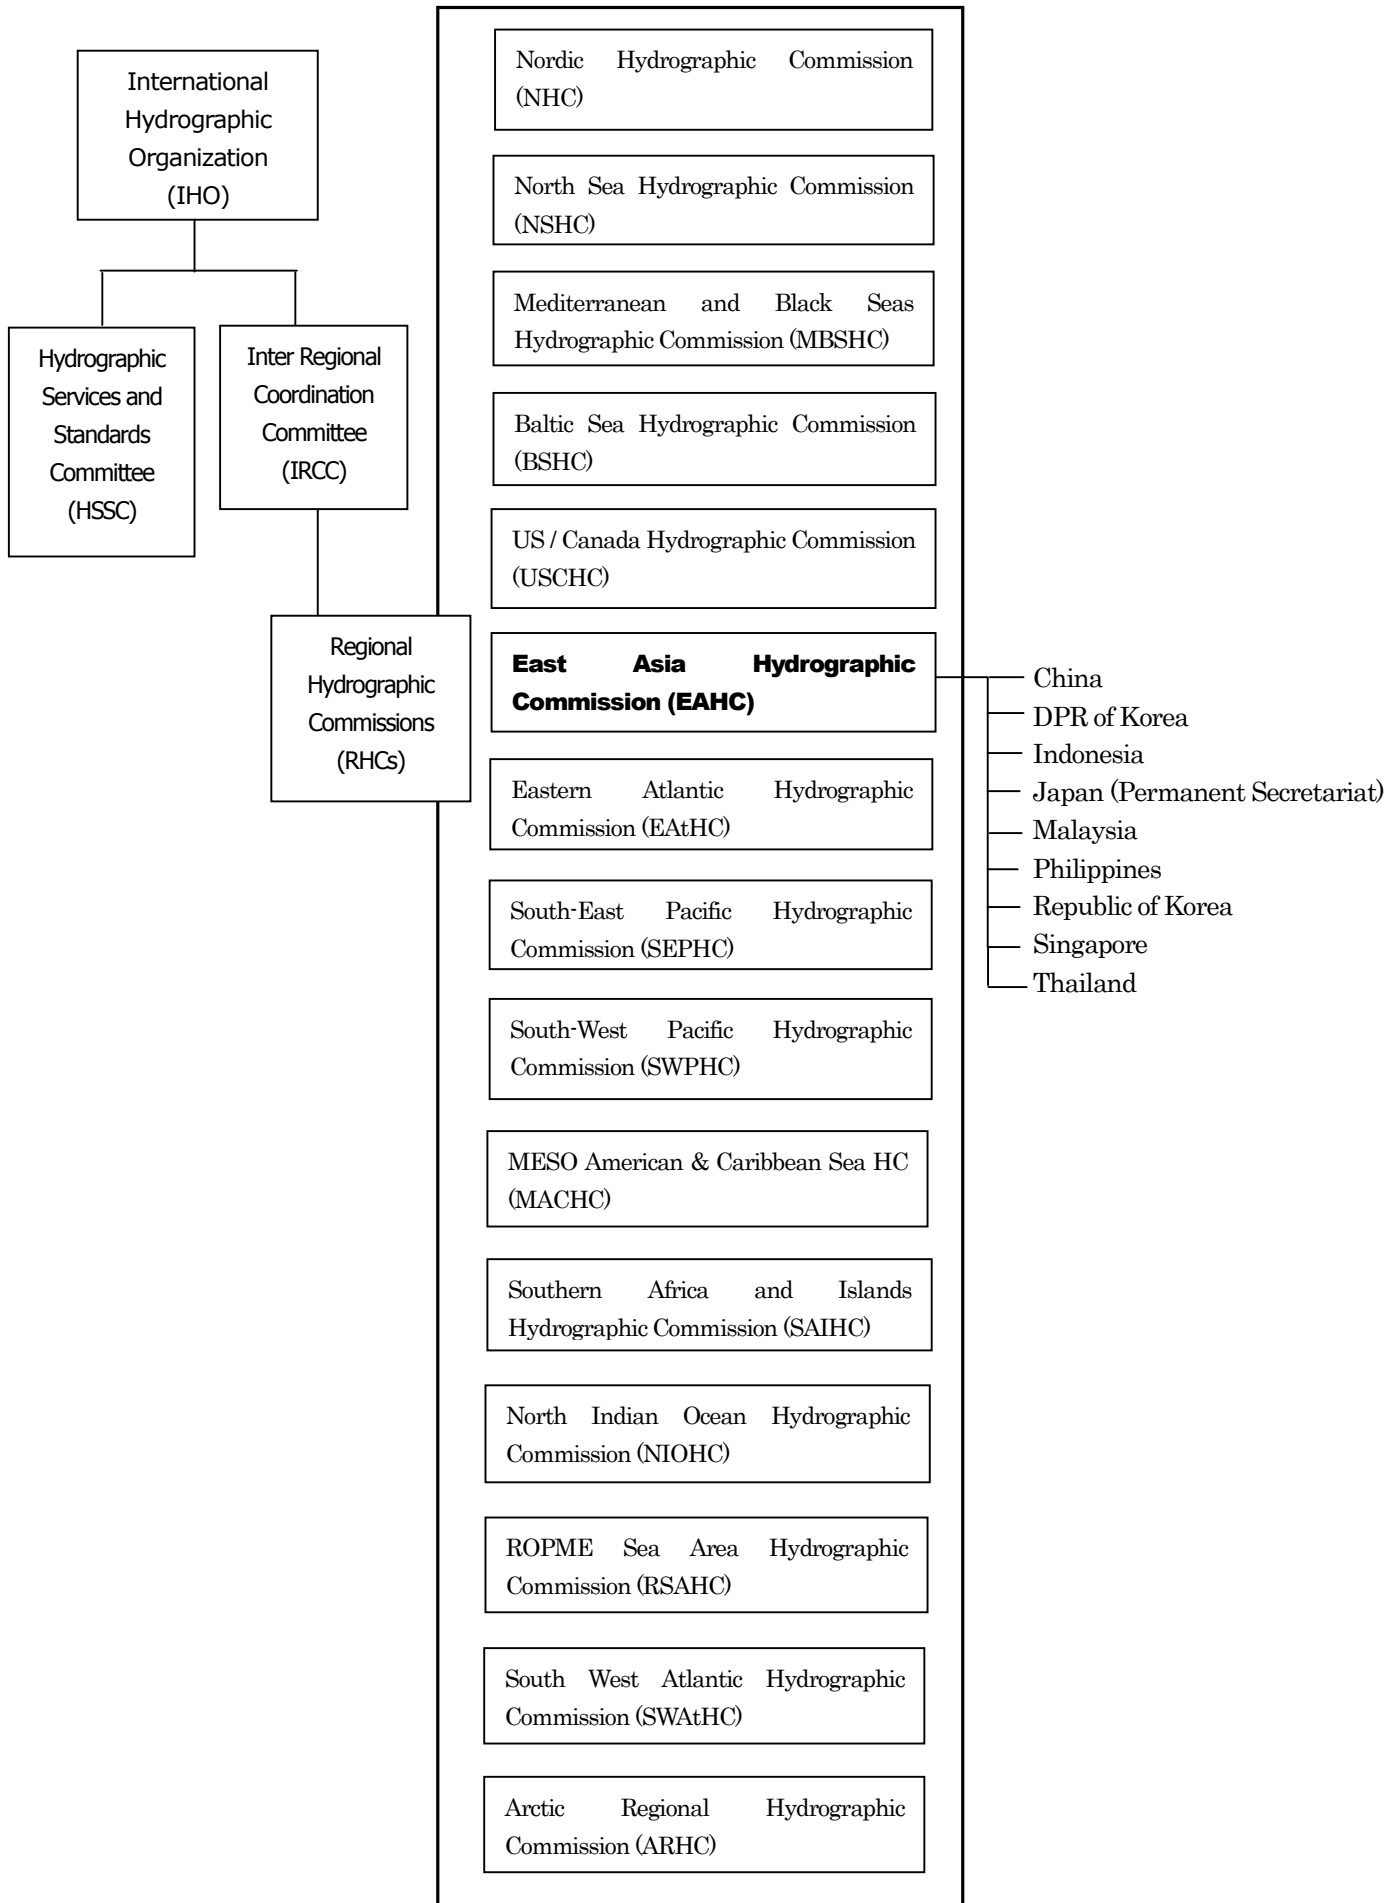 International
Hydrographic
Organization
(IHO)
Hydrographic
Services and
Standards
Committee
(HSSC)
Inter Regional
Coordination
Committee
(IRCC)
Regional
Hydrographic
Commissions
(RHCs)
Nordic Hydrographic Commission
(NHC)
North Sea Hydrographic Commission
(NSHC)
Mediterranean and Black Seas
Hydrographic Commission (MBSHC)
Baltic Sea Hydrographic Commission
(BSHC)
US / Canada Hydrographic Commission
(USCHC)
East Asia Hydrographic
Commission (EAHC)
Eastern Atlantic Hydrographic
Commission (EAtHC)
South-East Pacific Hydrographic
Commission (SEPHC)
South-West Pacific Hydrographic
Commission (SWPHC)
MESO American & Caribbean Sea HC
(MACHC)
Southern Africa and Islands
Hydrographic Commission (SAIHC)
North Indian Ocean Hydrographic
Commission (NIOHC)
ROPME Sea Area Hydrographic
Commission (RSAHC)
South West Atlantic Hydrographic
Commission (SWAtHC)
Arctic Regional Hydrographic
Commission (ARHC)
China
DPR of Korea
Indonesia
Japan (Permanent Secretariat)
Malaysia
Philippines
Republic of Korea
Singapore
Thailand